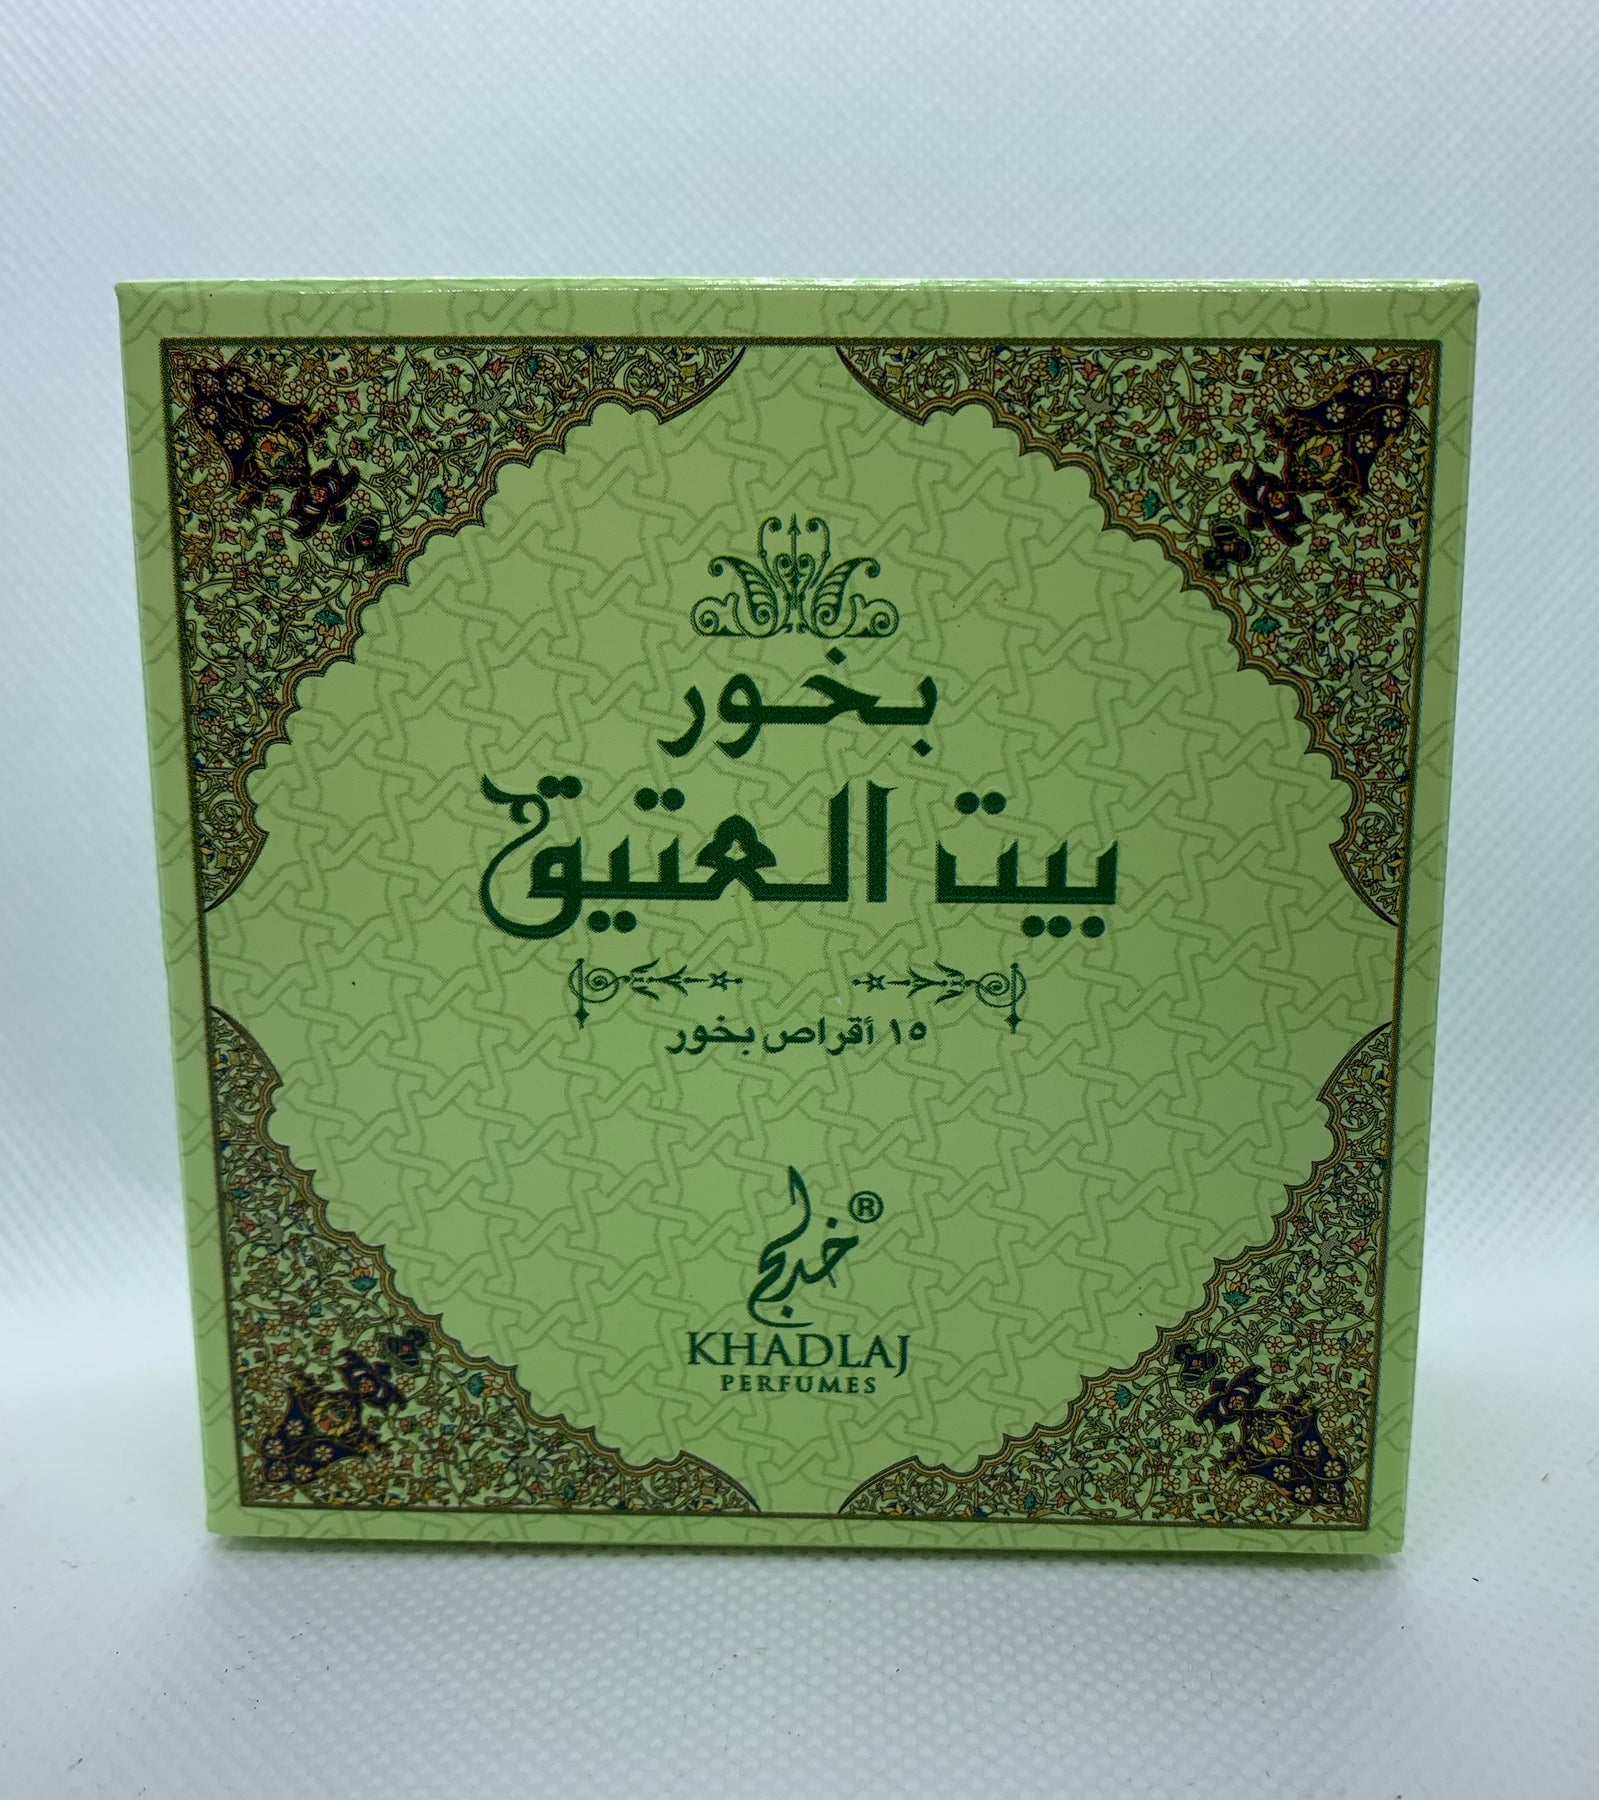 بخور
بيت العتيق
١٥ أقراص بخور
خدلج®
KHADLAJ
PERFUMES